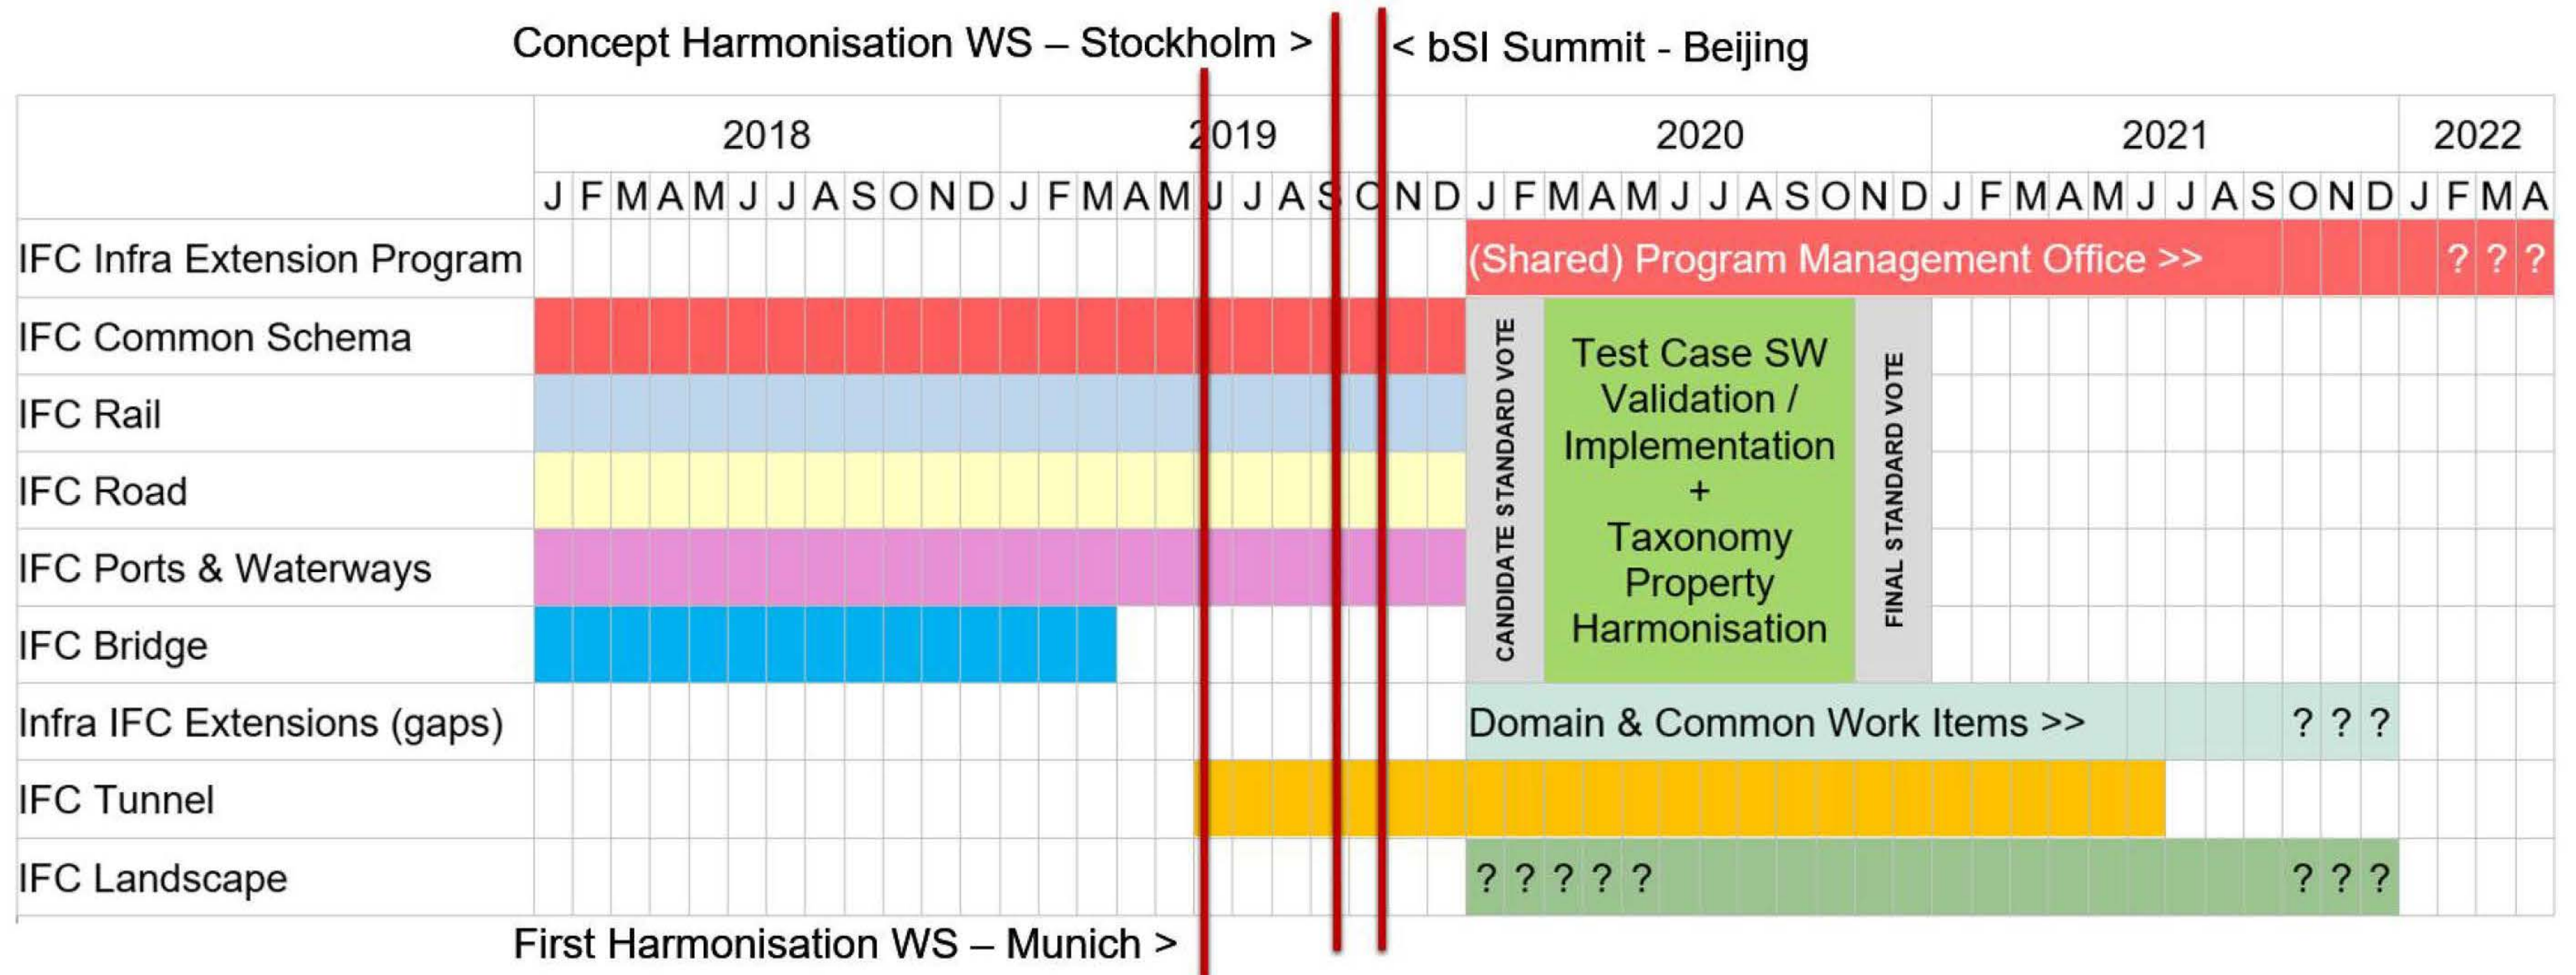 Concept Harmonisation WS – Stockholm >
< bSI Summit - Beijing
2018 2019 2020 2021 2022
J F M A M J J A S O N D J F M A M J J A S O N D J F M A M J J A S O N D J F M A M J J A S O N D J F M A
IFC Infra Extension Program
(Shared) Program Management Office >> ? ? ?
IFC Common Schema
IFC Rail
IFC Road
IFC Ports & Waterways
IFC Bridge
CANDIDATE STANDARD VOTE
Test Case SW
Validation /
Implementation
+
Taxonomy
Property
Harmonisation
FINAL STANDARD VOTE
Infra IFC Extensions (gaps)
Domain & Common Work Items >> ? ? ?
IFC Tunnel
IFC Landscape
? ? ? ? ? ? ? ?
First Harmonisation WS – Munich >